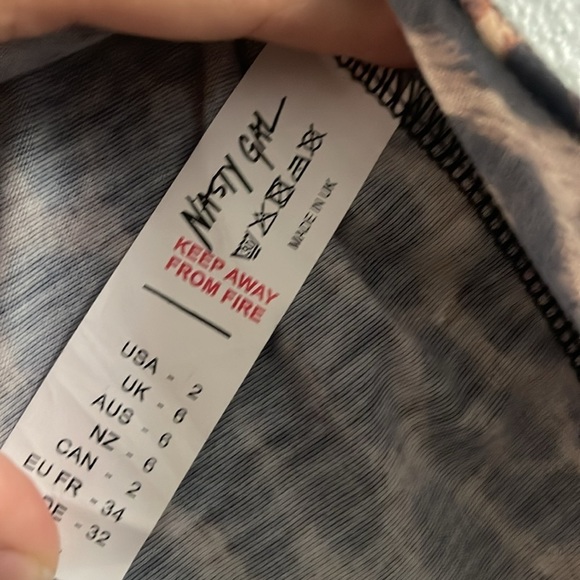 NASTY GAL
30
MADE IN UK
KEEP AWAY
FROM FIRE
USA - 2
UK - 6
AUS - 6
NZ - 6
CAN - 2
EU FR - 34
DE - 32